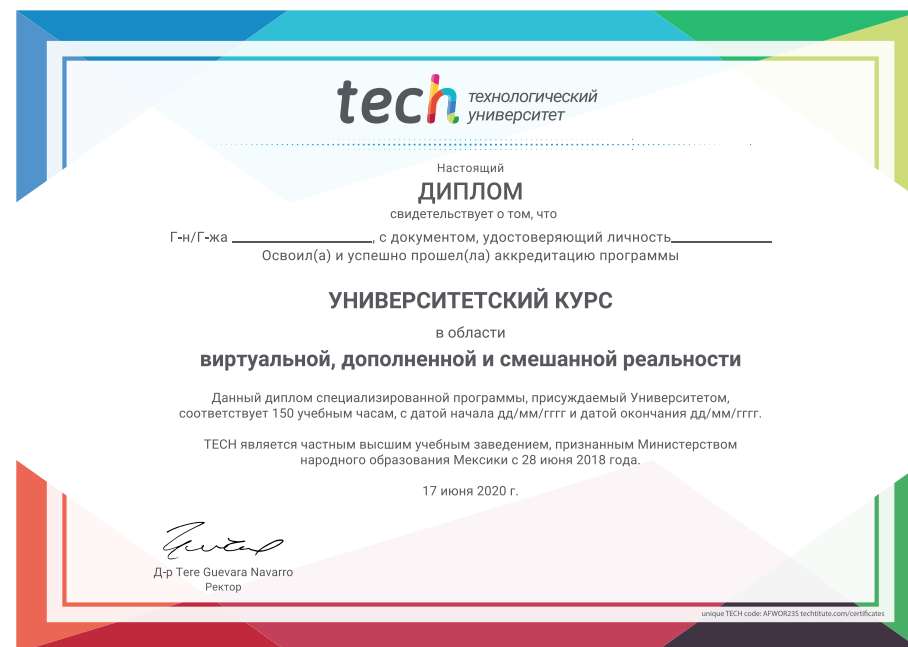 tech технологический
университет
Настоящий
ДИПЛОМ
свидетельствует о том, что
Г-н/Г-жа ____________________, с документом, удостоверяющий личность______________
Освоил(а) и успешно прошел(ла) аккредитацию программы
УНИВЕРСИТЕТСКИЙ КУРС
в области
виртуальной, дополненной и смешанной реальности
Данный диплом специализированной программы, присуждаемый Университетом,
соответствует 150 учебным часам, с датой начала дд/мм/гггг и датой окончания дд/мм/гггг.
TECH является частным высшим учебным заведением, признанным Министерством
народного образования Мексики с 28 июня 2018 года.
17 июня 2020 г.
Д-р Tere Guevara Navarro
Ректор
unique TECH code: AFWOR23S techtitute.com/certificates